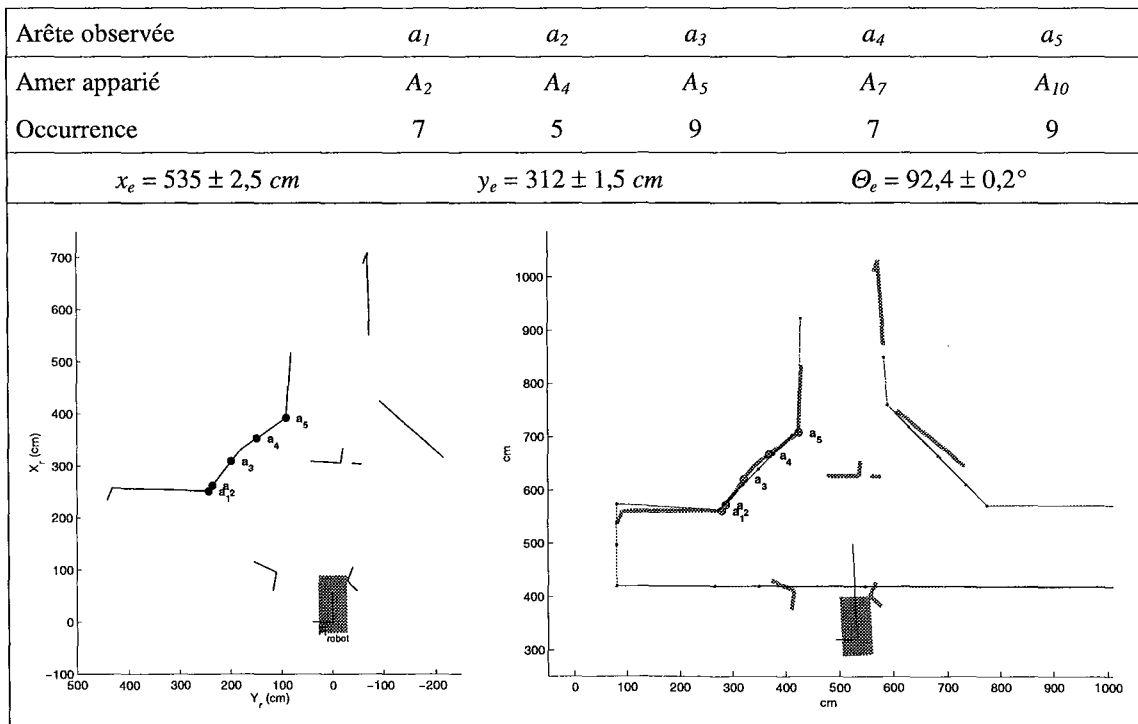 Arête observée a1 a2 a3 a4 a5
Amer apparié A2 A4 A5 A7 A10
Occurrence 7 5 9 7 9
xe = 535 ± 2,5 cm ye = 312 ± 1,5 cm Θe = 92,4 ± 0,2°
700
600
500
400
300
200
100
0
-100
Xr (cm)
a5
a4
a3
a2
a1
robot
500 400 300 200 100 0 -100 -200
Yr (cm)
1000
900
800
700
600
500
400
300
cm
a5
a4
a3
a2
a1
0 100 200 300 400 500 600 700 800 900 1000
cm